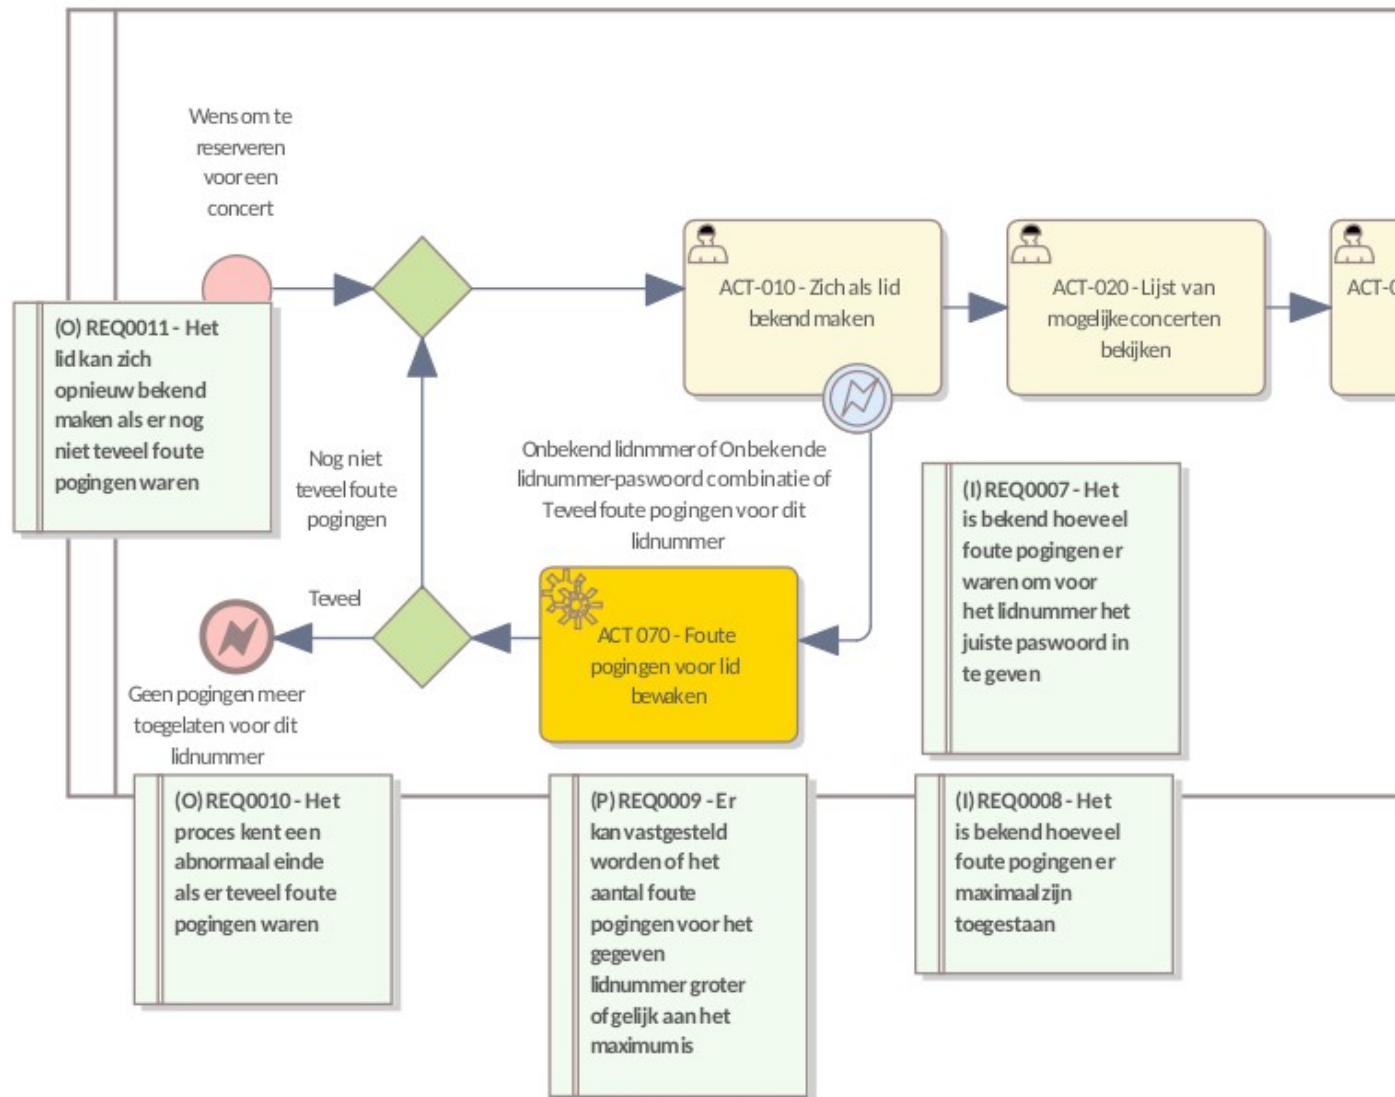 Wens om te
reserveren
voor een
concert
ACT-010 - Zich als lid
bekend maken
ACT-020 - Lijst van
mogelijke concerten
bekijken
ACT-0
(O) REQ0011 - Het
lid kan zich
opnieuw bekend
maken als er nog
niet teveel foute
pogingen waren
Nog niet
teveel foute
pogingen
Onbekend lidnmmer of Onbekende
lidnummer-paswoord combinatie of
Teveel foute pogingen voor dit
lidnummer
(I) REQ0007 - Het
is bekend hoeveel
foute pogingen er
waren om voor
het lidnummer het
juiste paswoord in
te geven
Teveel
ACT 070 - Foute
pogingen voor lid
bewaken
Geen pogingen meer
toegelaten voor dit
lidnummer
(O) REQ0010 - Het
proces kent een
abnormaal einde
als er teveel foute
pogingen waren
(P) REQ0009 - Er
kan vastgesteld
worden of het
aantal foute
pogingen voor het
gegeven
lidnummer groter
of gelijk aan het
maximum is
(I) REQ0008 - Het
is bekend hoeveel
foute pogingen er
maximaal zijn
toegestaan